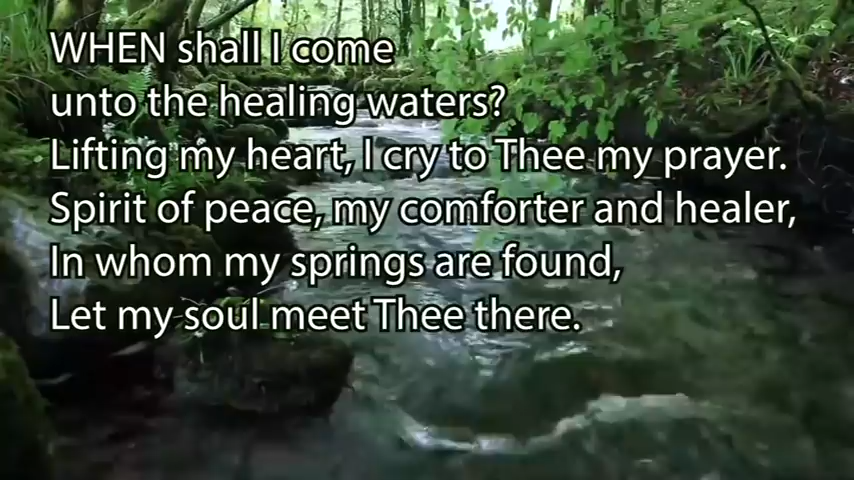 WHEN shall I come
unto the healing waters?
Lifting my heart, I cry to Thee my prayer.
Spirit of peace, my comforter and healer,
In whom my springs are found,
Let my soul meet Thee there.